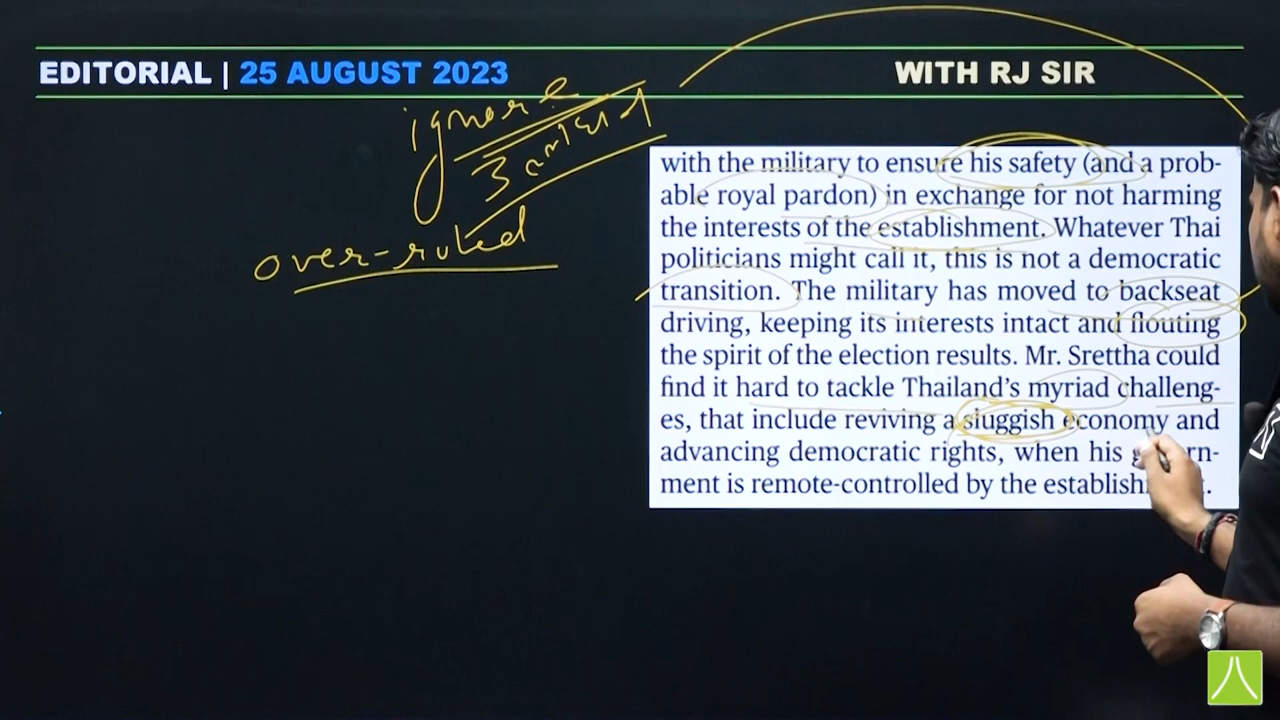 EDITORIAL | 25 AUGUST 2023
WITH RJ SIR
ignore
over-ruled
with the military to ensure his safety (and a prob-
able royal pardon) in exchange for not harming
the interests of the establishment. Whatever Thai
politicians might call it, this is not a democratic
transition. The military has moved to backseat
driving, keeping its interests intact and flouting
the spirit of the election results. Mr. Srettha could
find it hard to tackle Thailand's myriad challeng-
es, that include reviving a sluggish economy and
advancing democratic rights, when his
ment is remote-controlled by the